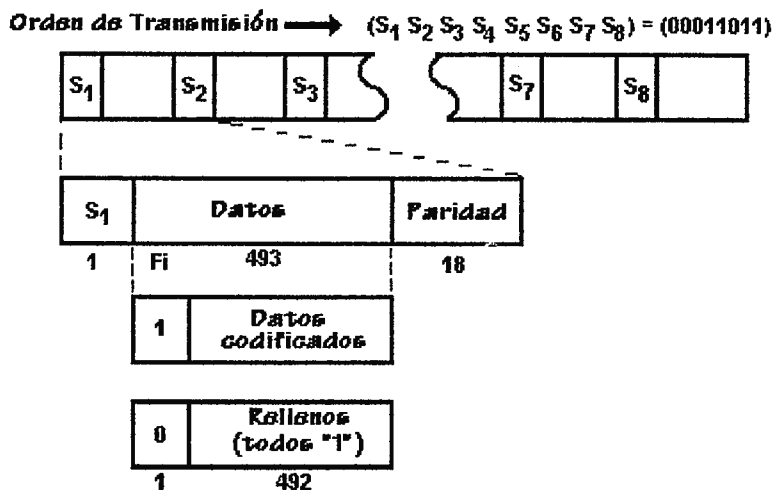 Orden de Transmisión (S1 S2 S3 S4 S5 S6 S7 S8) = (00011011)
S1 S2 S3 S7 S8
S1 Datos Paridad
1 Fi 493 18
1 Datos codificados
0 Rellenos (todos "1")
1 492